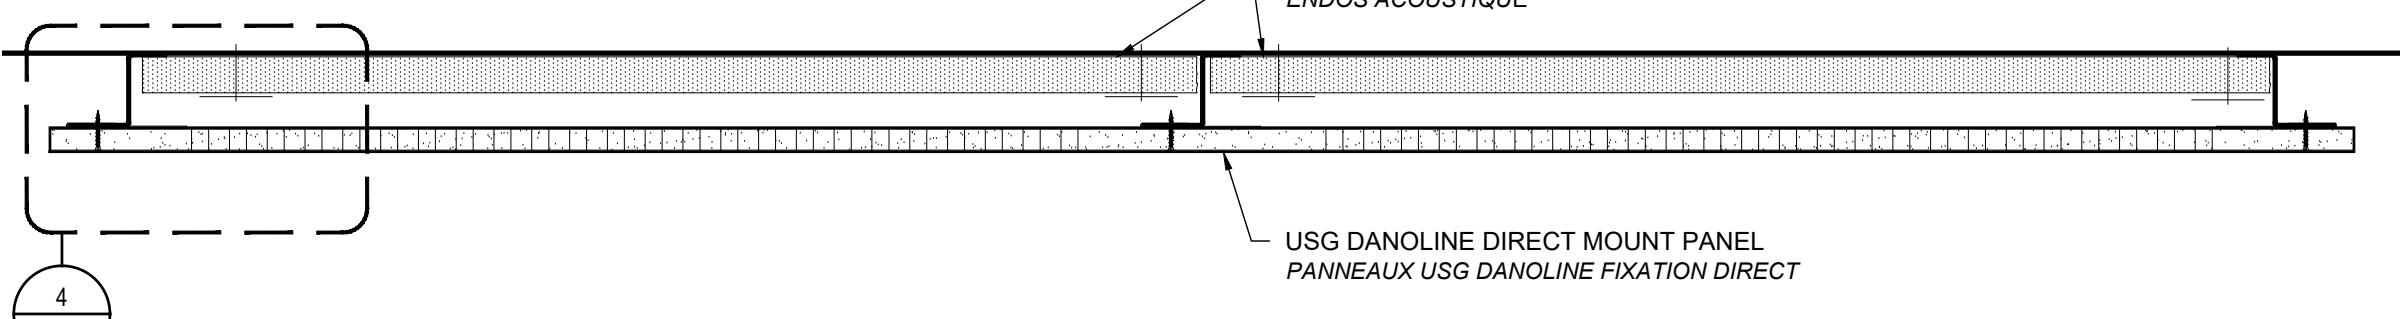 ENDOS ACOUSTIQUE
USG DANOLINE DIRECT MOUNT PANEL
PANNEAUX USG DANOLINE FIXATION DIRECT
4